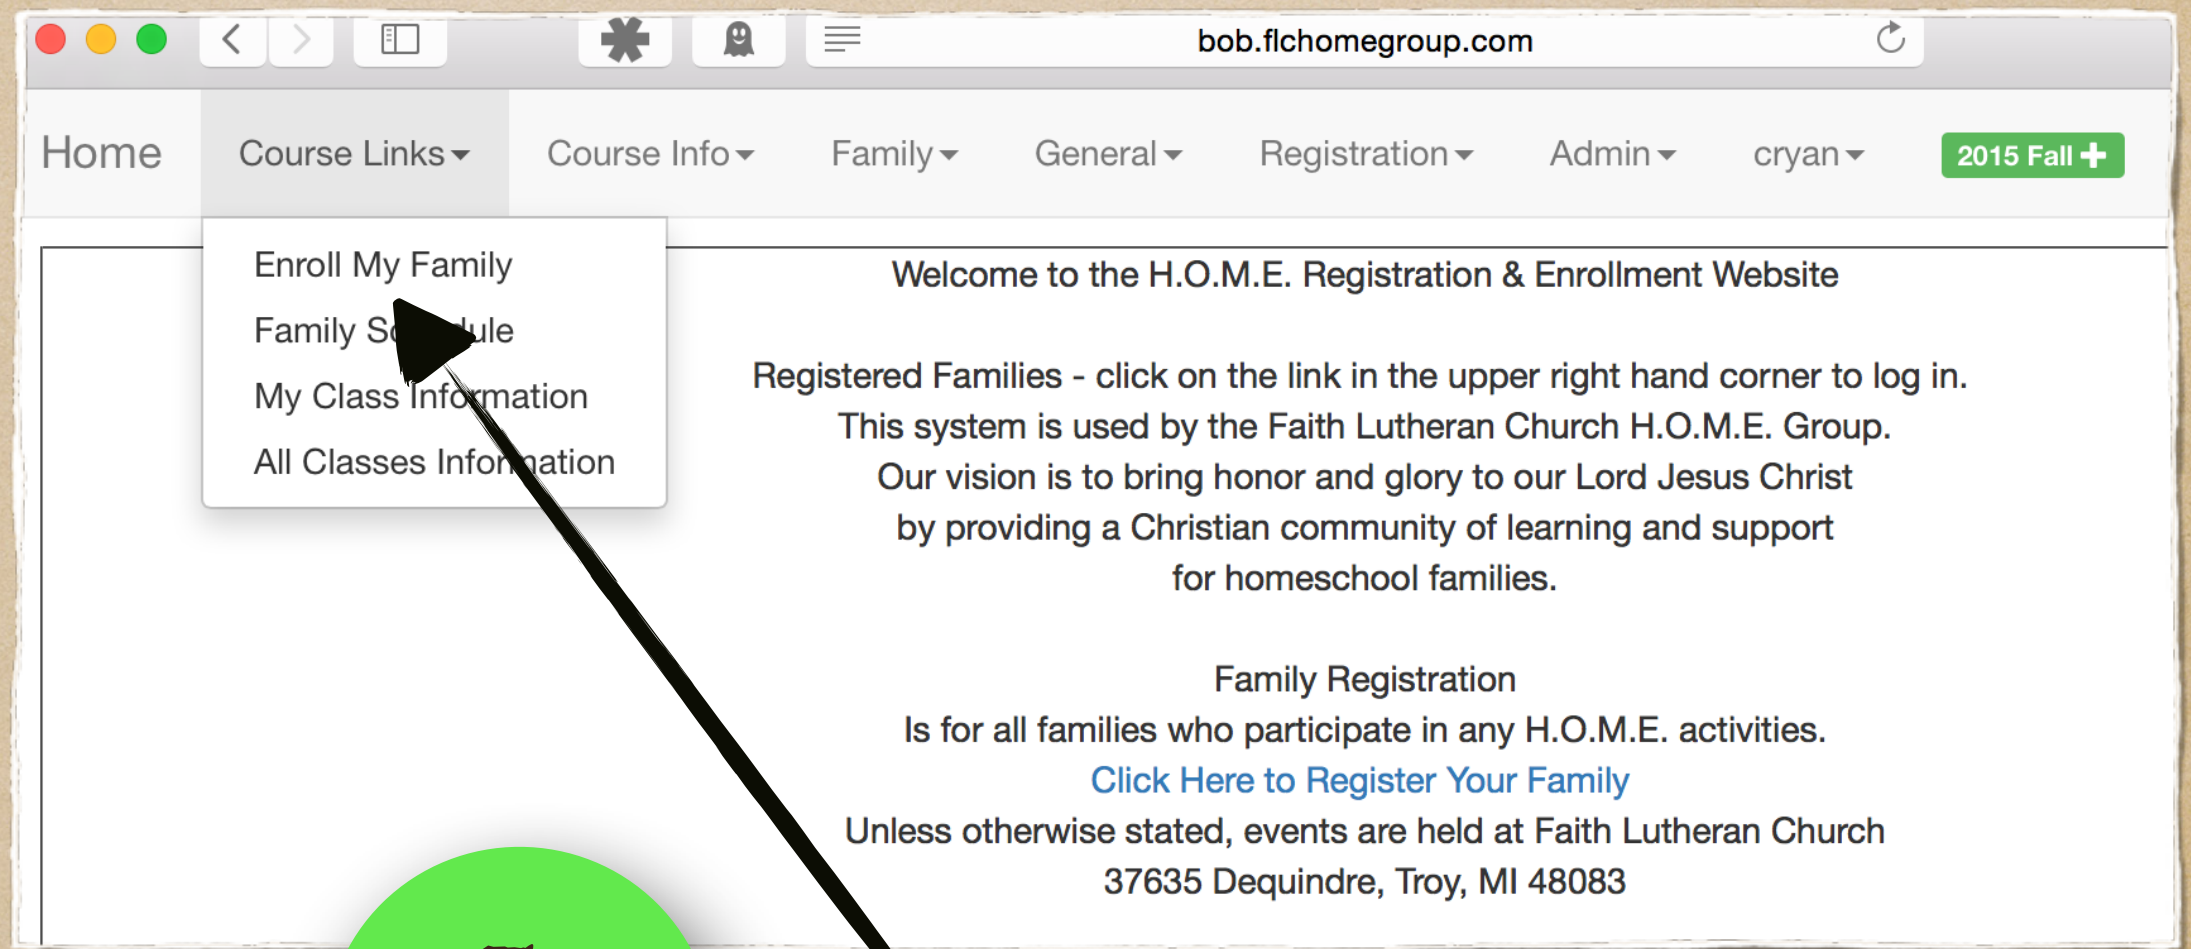 bob.flchomegroup.com
Home Course Links Course Info Family General Registration Admin cryan 2015 Fall
Enroll My Family
Family Schedule
My Class Information
All Classes Information
Welcome to the H.O.M.E. Registration & Enrollment Website
Registered Families - click on the link in the upper right hand corner to log in.
This system is used by the Faith Lutheran Church H.O.M.E. Group.
Our vision is to bring honor and glory to our Lord Jesus Christ
by providing a Christian community of learning and support
for homeschool families.
Family Registration
Is for all families who participate in any H.O.M.E. activities.
Click Here to Register Your Family
Unless otherwise stated, events are held at Faith Lutheran Church
37635 Dequindre, Troy, MI 48083